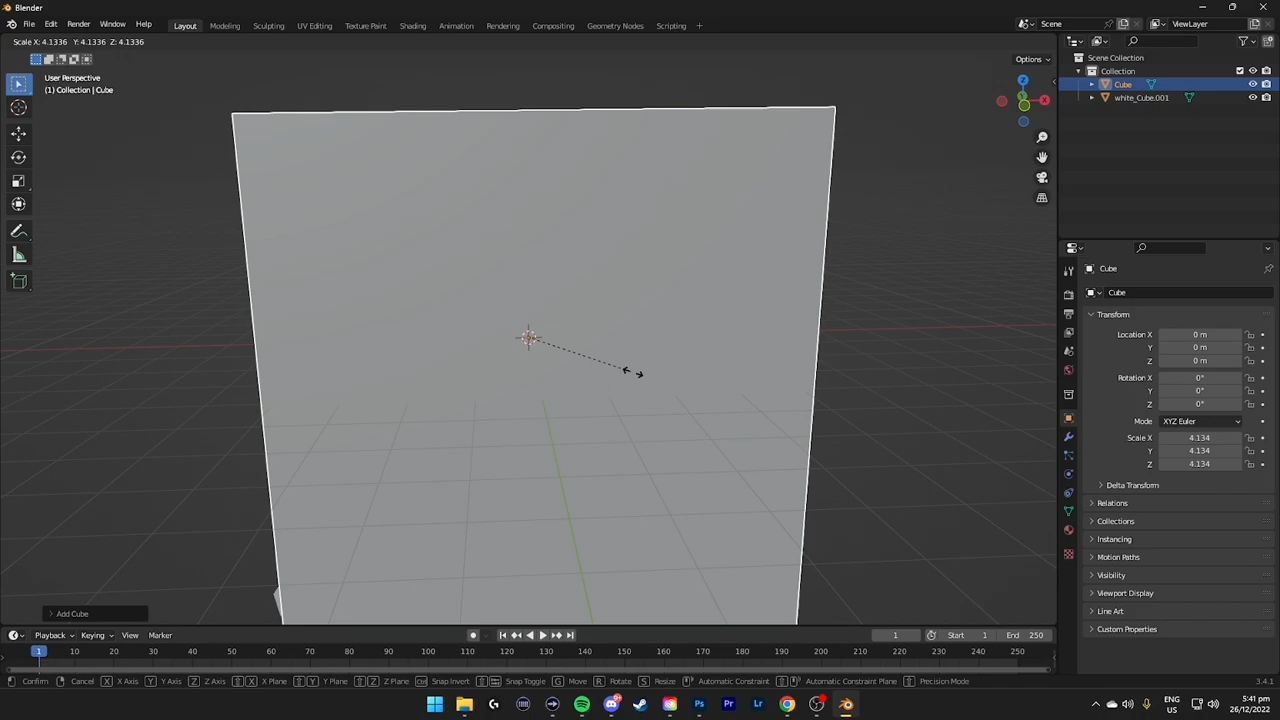 Blender
File Edit Render Window Help Layout Modeling Sculpting UV Editing Texture Paint Shading Animation Rendering Compositing Geometry Nodes Scripting + Scene ViewLayer
Scale X: 4.1336 Y: 4.1336 Z: 4.1336
Options
User Perspective
(1) Collection | Cube
Z
X
Y
Scene Collection
Collection
Cube
white_Cube.001
Cube
Cube
Transform
Location X 0 m
Y 0 m
Z 0 m
Rotation X 0°
Y 0°
Z 0°
Mode XYZ Euler
Scale X 4.134
Y 4.134
Z 4.134
Delta Transform
Relations
Collections
Instancing
Motion Paths
Visibility
Viewport Display
Line Art
Custom Properties
Add Cube
Playback Keying View Marker 1 Start 1 End 250
1 10 20 30 40 50 60 70 80 90 100 110 120 130 140 150 160 170 180 190 200 210 220 230 240 250
Confirm Cancel X X Axis Y Y Axis Z Z Axis X X Plane Y Y Plane Z Z Plane Ctrl Snap Invert Snap Toggle G Move R Rotate S Resize Automatic Constraint Automatic Constraint Plane Precision Mode 3.4.1
ENG
US
5:41 pm
26/12/2022